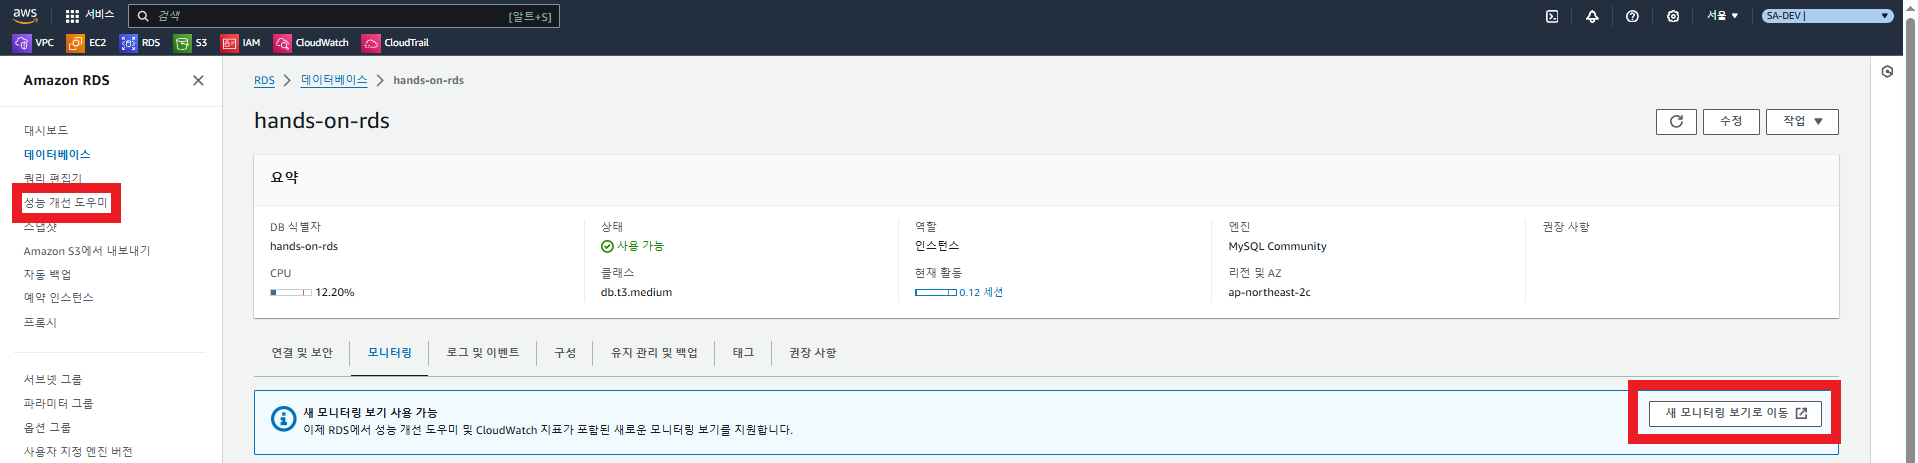 aws
서비스
검색
[알트+S]
서울 ▼
SA-DEV |
VPC
EC2
RDS
S3
IAM
CloudWatch
CloudTrail
Amazon RDS
RDS > 데이터베이스 > hands-on-rds
대시보드
데이터베이스
쿼리 편집기
성능 개선 도우미
스냅샷
Amazon S3에서 내보내기
자동 백업
예약 인스턴스
프록시
서브넷 그룹
파라미터 그룹
옵션 그룹
사용자 지정 엔진 버전
hands-on-rds
수정
작업 ▼
요약
DB 식별자
hands-on-rds
상태
사용 가능
역할
인스턴스
엔진
MySQL Community
권장 사항
CPU
12.20%
클래스
db.t3.medium
현재 활동
0.12 세션
리전 및 AZ
ap-northeast-2c
연결 및 보안
모니터링
로그 및 이벤트
구성
유지 관리 및 백업
태그
권장 사항
새 모니터링 보기 사용 가능
이제 RDS에서 성능 개선 도우미 및 CloudWatch 지표가 포함된 새로운 모니터링 보기를 지원합니다.
새 모니터링 보기로 이동